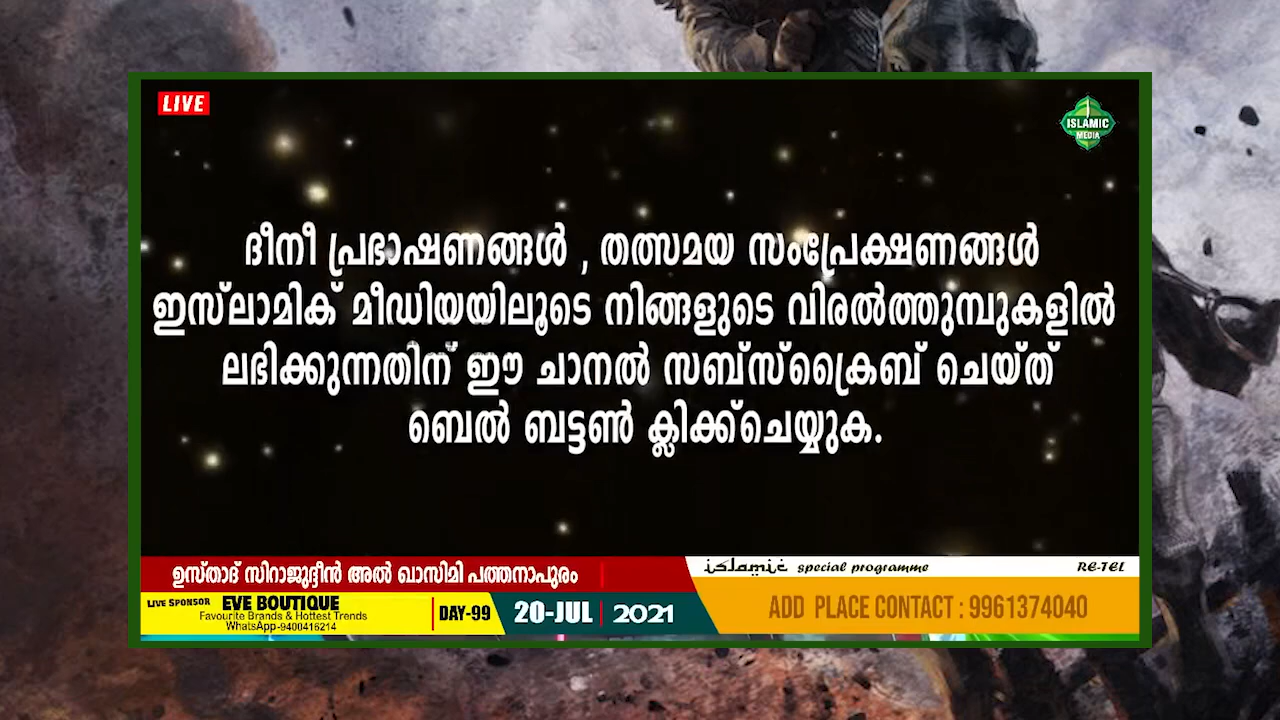 LIVE
ISLAMIC
MEDIA
ദീനീ പ്രഭാഷണങ്ങൾ , തത്സമയ സംപ്രേക്ഷണങ്ങൾ
ഇസ്‌ലാമിക് മീഡിയയിലൂടെ നിങ്ങളുടെ വിരൽത്തുമ്പുകളിൽ
ലഭിക്കുന്നതിന് ഈ ചാനൽ സബ്സ്ക്രൈബ് ചെയ്ത്
ബെൽ ബട്ടൺ ക്ലിക്ക്ചെയ്യുക.
ഉസ്താദ് സിറാജുദ്ദീൻ അൽ ഖാസിമി പത്തനാപുരം
islamic special programme RE-TEL
LIVE SPONSOR EVE BOUTIQUE
Favourite Brands & Hottest Trends
WhatsApp-9400416214
DAY-99 20-JUL 2021
ADD PLACE CONTACT : 9961374040